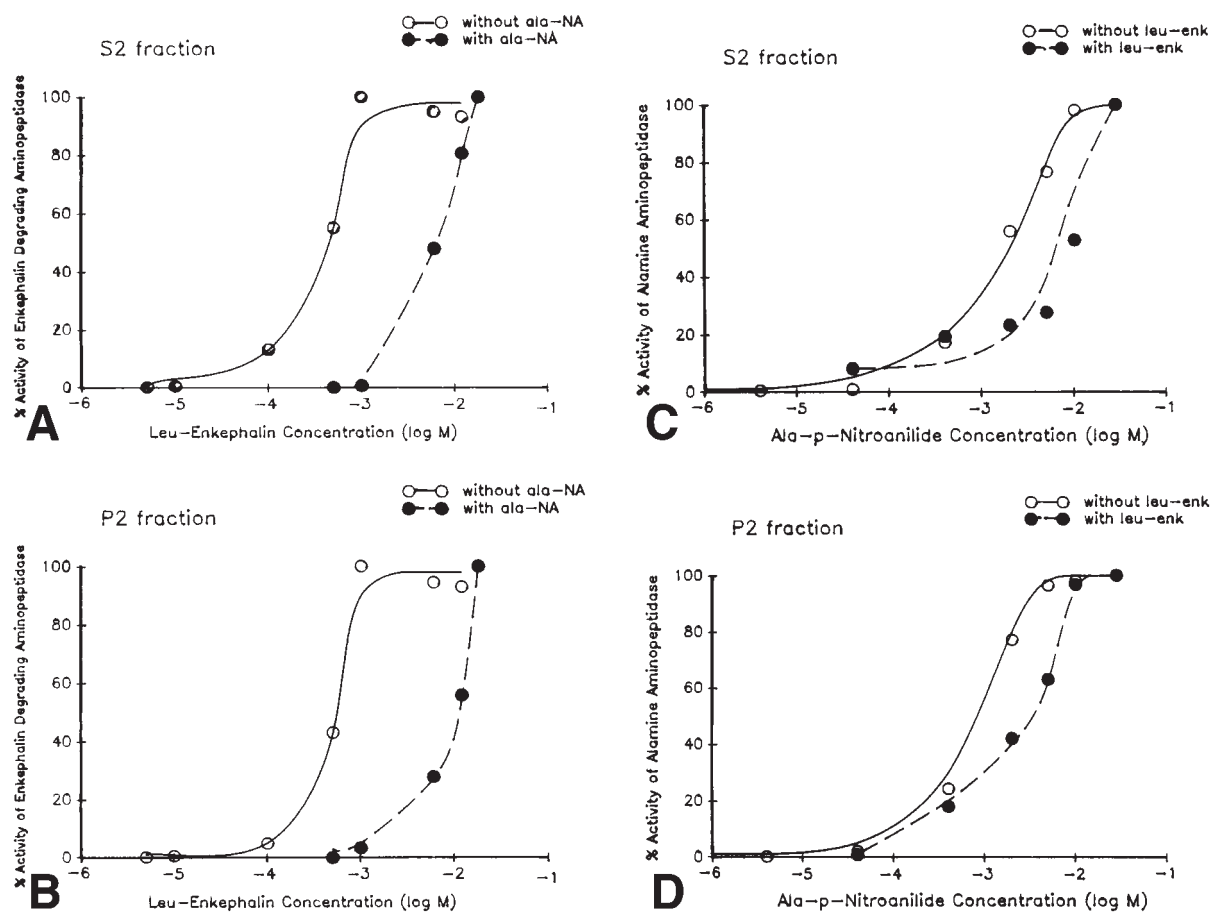 without ala-NA
with ala-NA
S2 fraction
% Activity of Enkephalin Degrading Aminopeptidase
100
80
60
40
20
0
-6 -5 -4 -3 -2 -1
Leu-Enkephalin Concentration (log M)
A
without leu-enk
with leu-enk
S2 fraction
% Activity of Alamine Aminopeptidase
100
80
60
40
20
0
-6 -5 -4 -3 -2 -1
Ala-p-Nitroanilide Concentration (log M)
C
without ala-NA
with ala-NA
P2 fraction
% Activity of Enkephalin Degrading Aminopeptidase
100
80
60
40
20
0
-6 -5 -4 -3 -2 -1
Leu-Enkephalin Concentration (log M)
B
without leu-enk
with leu-enk
P2 fraction
% Activity of Alamine Aminopeptidase
100
80
60
40
20
0
-6 -5 -4 -3 -2 -1
Ala-p-Nitroanilide Concentration (log M)
D